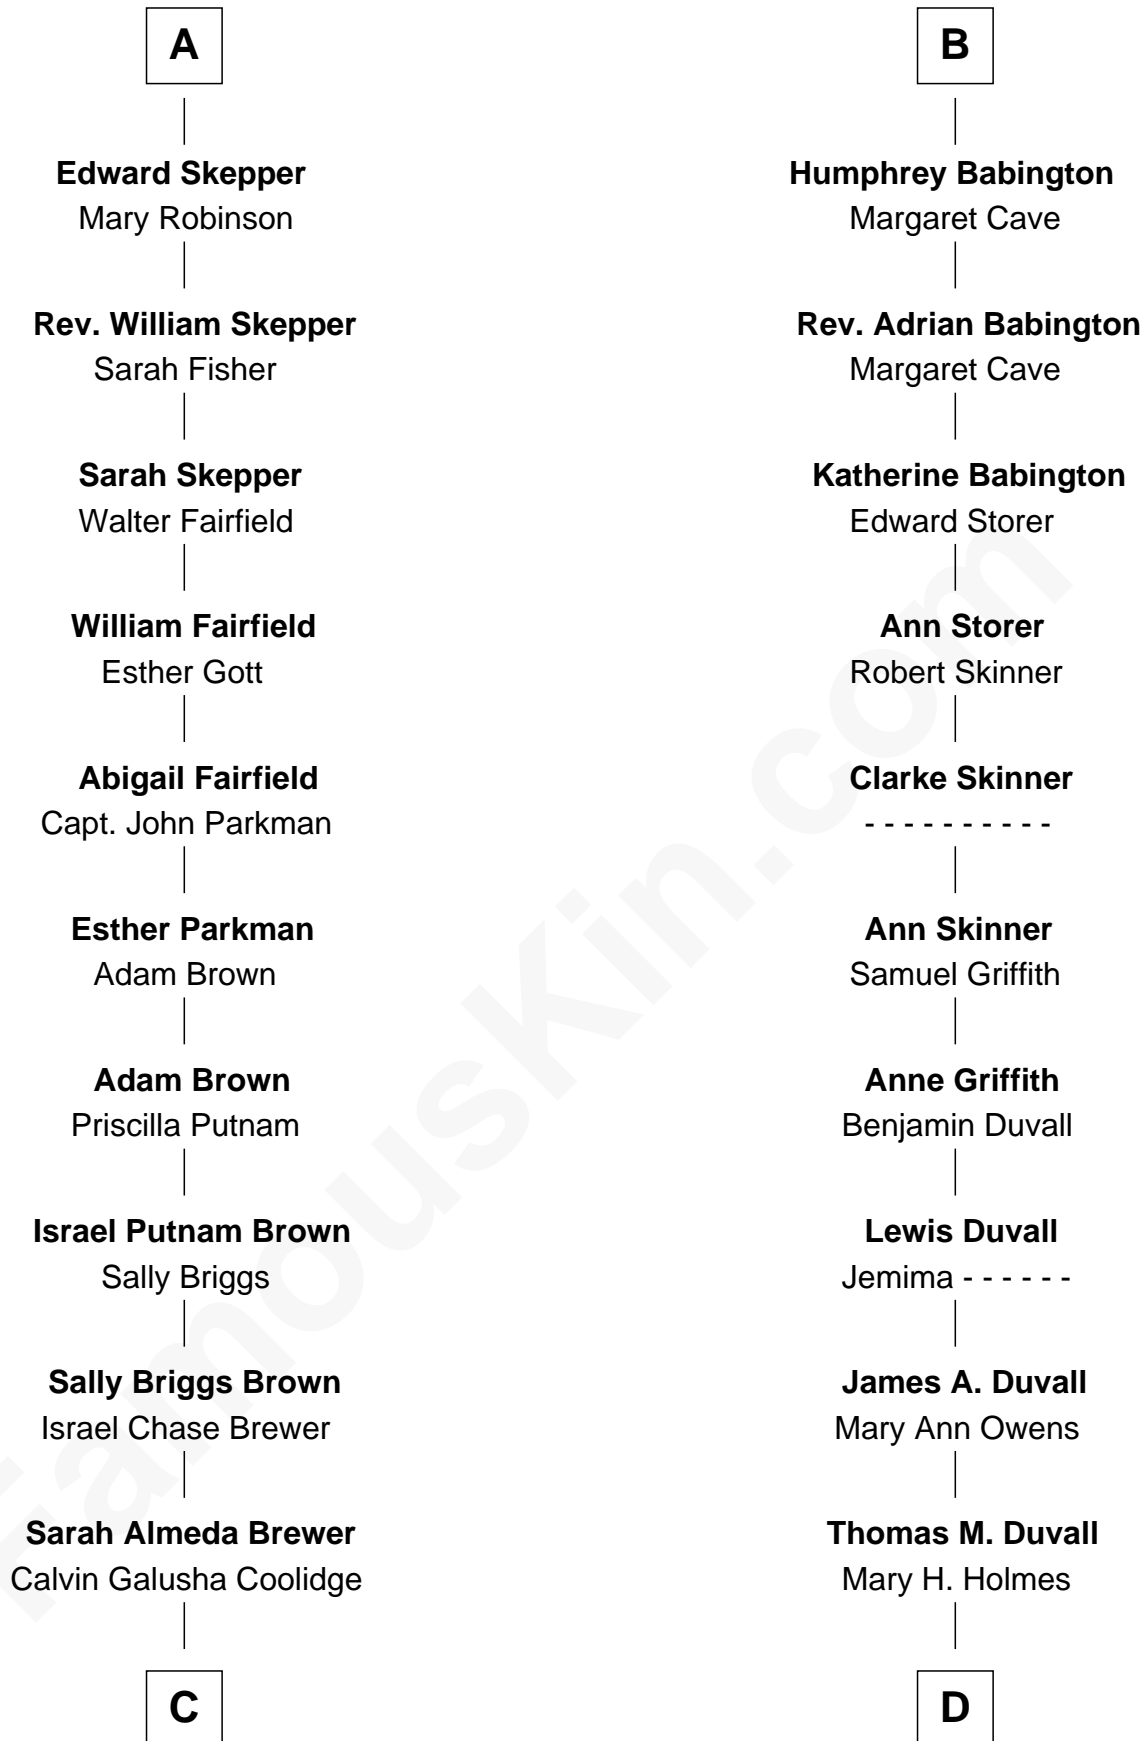 A
Edward Skepper
Mary Robinson
Rev. William Skepper
Sarah Fisher
Sarah Skepper
Walter Fairfield
William Fairfield
Esther Gott
Abigail Fairfield
Capt. John Parkman
Esther Parkman
Adam Brown
Adam Brown
Priscilla Putnam
Israel Putnam Brown
Sally Briggs
Sally Briggs Brown
Israel Chase Brewer
Sarah Almeda Brewer
Calvin Galusha Coolidge
C
B
Humphrey Babington
Margaret Cave
Rev. Adrian Babington
Margaret Cave
Katherine Babington
Edward Storer
Ann Storer
Robert Skinner
Clarke Skinner
- - - - - - - - - -
Ann Skinner
Samuel Griffith
Anne Griffith
Benjamin Duvall
Lewis Duvall
Jemima - - - - - -
James A. Duvall
Mary Ann Owens
Thomas M. Duvall
Mary H. Holmes
D
FamousKin.com